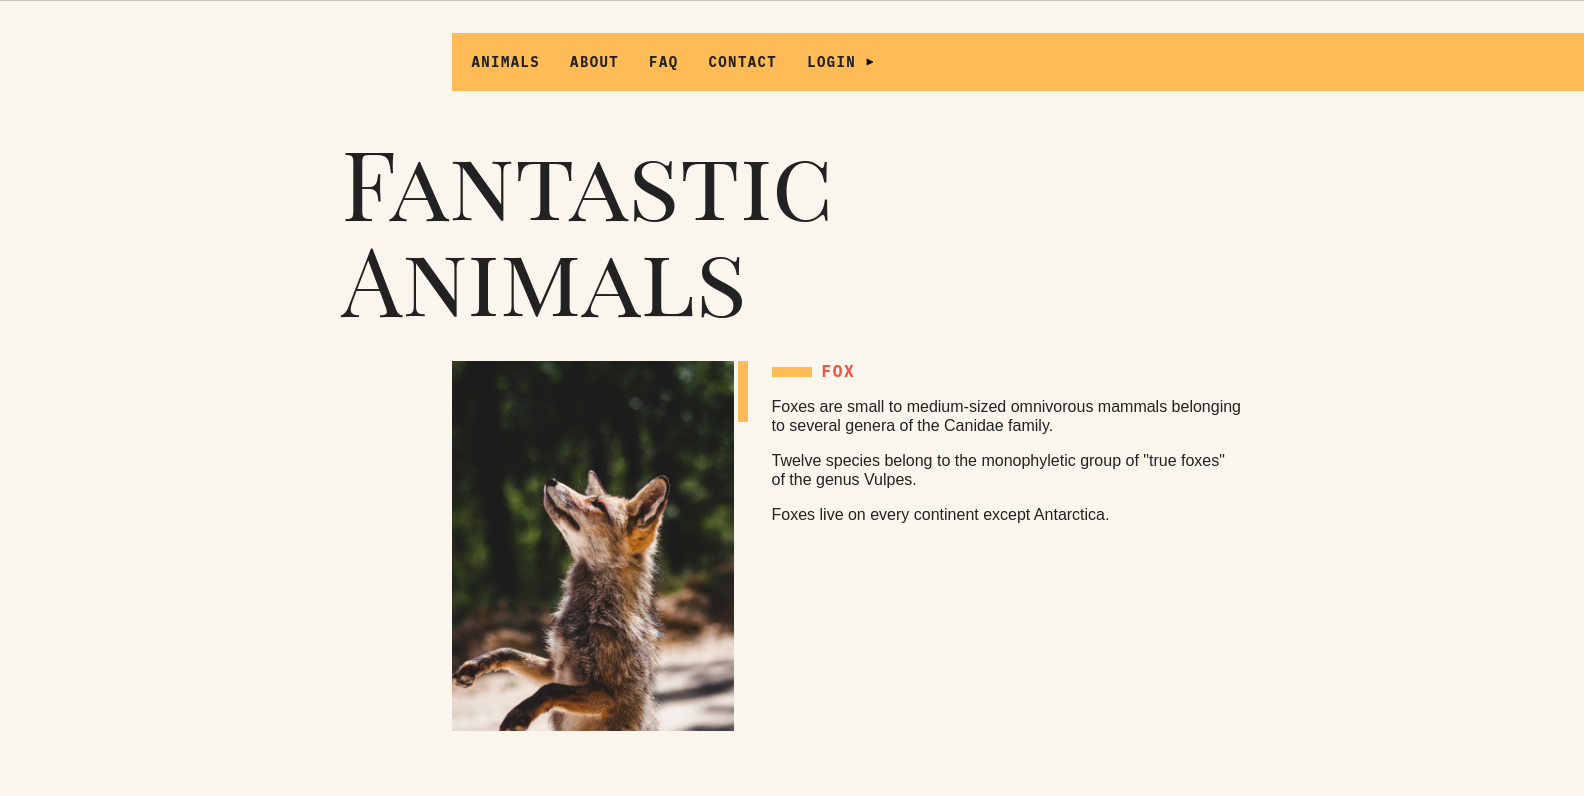 ANIMALS ABOUT FAQ CONTACT LOGIN ▸
Fantastic
Animals
FOX
Foxes are small to medium-sized omnivorous mammals belonging
to several genera of the Canidae family.
Twelve species belong to the monophyletic group of "true foxes"
of the genus Vulpes.
Foxes live on every continent except Antarctica.